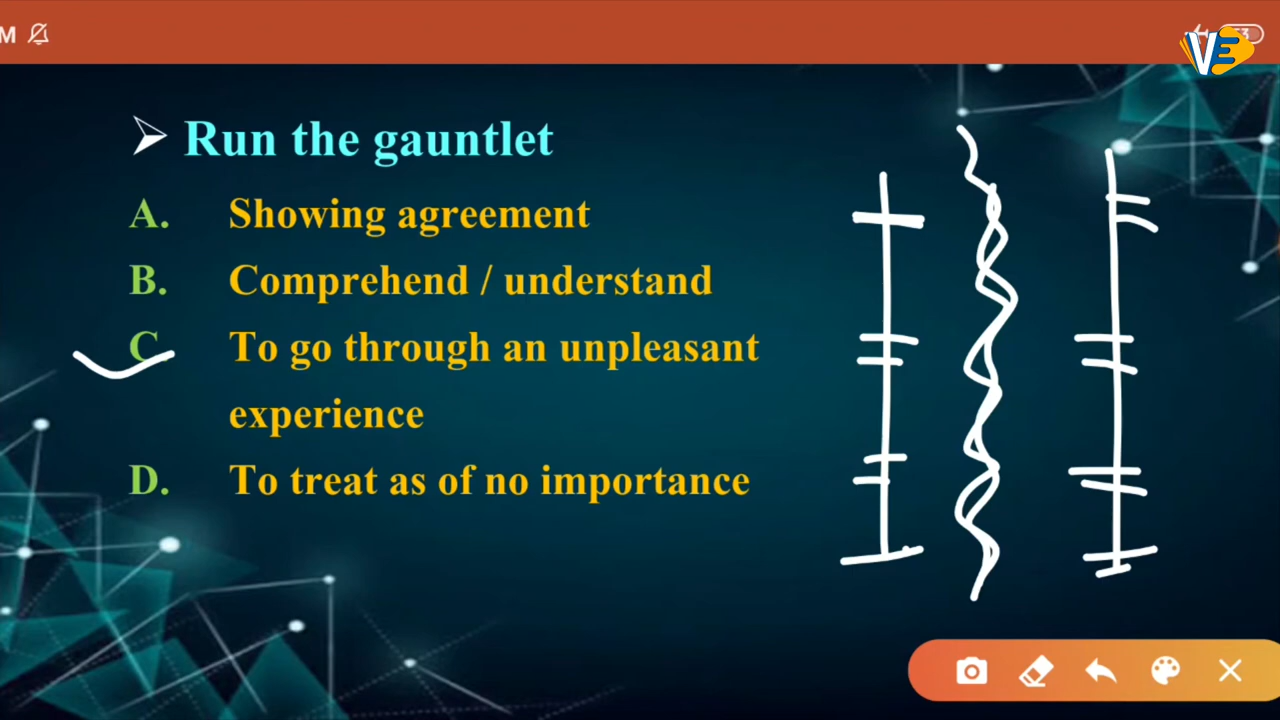 M
VE
Run the gauntlet
A. Showing agreement
B. Comprehend / understand
C. To go through an unpleasant
experience
D. To treat as of no importance